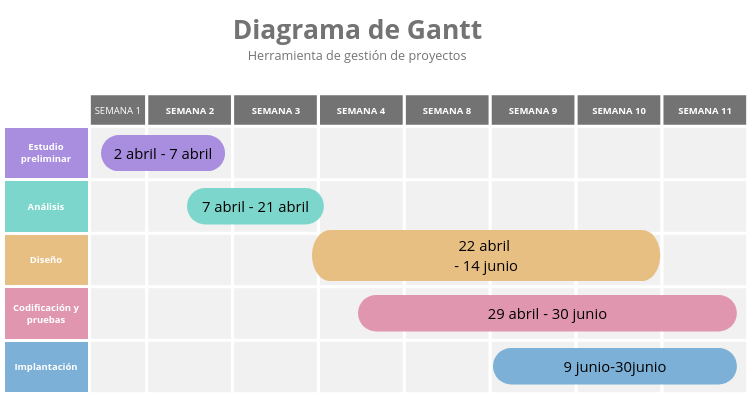 Diagrama de Gantt
Herramienta de gestión de proyectos
SEMANA 1 SEMANA 2 SEMANA 3 SEMANA 4 SEMANA 8 SEMANA 9 SEMANA 10 SEMANA 11
Estudio
preliminar
2 abril - 7 abril
Análisis
7 abril - 21 abril
Diseño
22 abril
- 14 junio
Codificación y
pruebas
29 abril - 30 junio
Implantación
9 junio-30junio